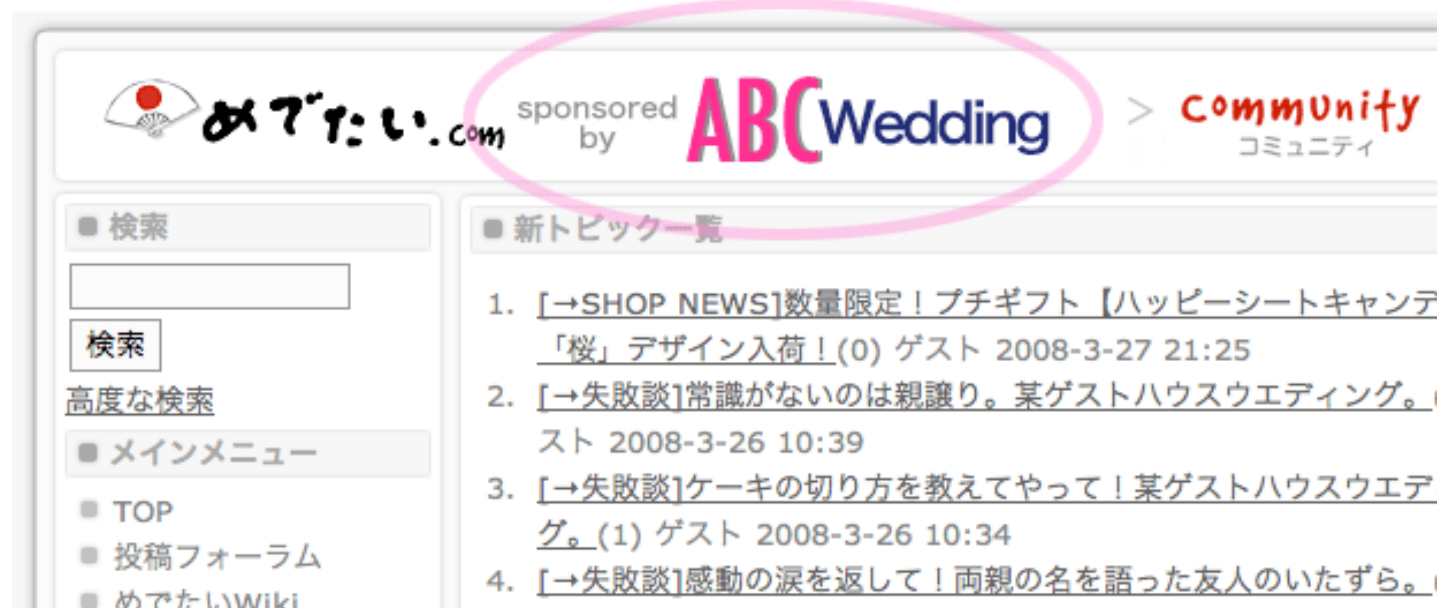 めでたい.com sponsored by ABC Wedding > community コミュニティ
検索
検索
高度な検索
メインメニュー
TOP
投稿フォーラム
めでたいWiki
新トピック一覧
1. [→SHOP NEWS]数量限定！プチギフト【ハッピーシートキャンデ
「桜」デザイン入荷！(0) ゲスト 2008-3-27 21:25
2. [→失敗談]常識がないのは親譲り。某ゲストハウスウエディング。(
スト 2008-3-26 10:39
3. [→失敗談]ケーキの切り方を教えてやって！某ゲストハウスウエデ
グ。(1) ゲスト 2008-3-26 10:34
4. [→失敗談]感動の涙を返して！両親の名を語った友人のいたずら。(